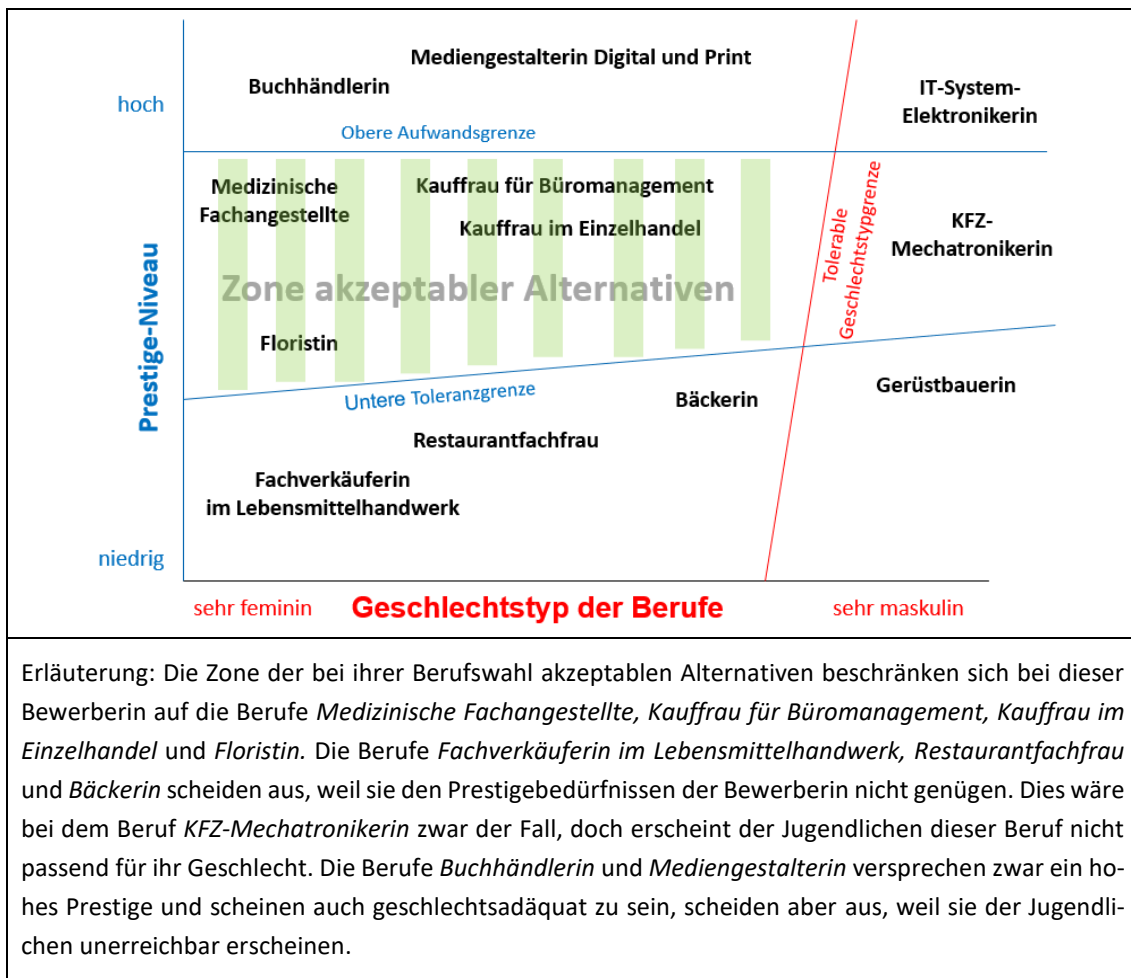 Mediengestalterin Digital und Print
Buchhändlerin
IT-System-
Elektronikerin
hoch
Obere Aufwandsgrenze
Medizinische
Fachangestellte
Kauffrau für Büromanagement
Kauffrau im Einzelhandel
Tolerable
Geschlechtstypgrenze
KFZ-
Mechatronikerin
Prestige-Niveau
Zone akzeptabler Alternativen
Floristin
Untere Toleranzgrenze
Bäckerin
Gerüstbauerin
Restaurantfachfrau
Fachverkäuferin
im Lebensmittelhandwerk
niedrig
sehr feminin
Geschlechtstyp der Berufe
sehr maskulin
Erläuterung: Die Zone der bei ihrer Berufswahl akzeptablen Alternativen beschränken sich bei dieser
Bewerberin auf die Berufe Medizinische Fachangestellte, Kauffrau für Büromanagement, Kauffrau im
Einzelhandel und Floristin. Die Berufe Fachverkäuferin im Lebensmittelhandwerk, Restaurantfachfrau
und Bäckerin scheiden aus, weil sie den Prestigebedürfnissen der Bewerberin nicht genügen. Dies wäre
bei dem Beruf KFZ-Mechatronikerin zwar der Fall, doch erscheint der Jugendlichen dieser Beruf nicht
passend für ihr Geschlecht. Die Berufe Buchhändlerin und Mediengestalterin versprechen zwar ein ho-
hes Prestige und scheinen auch geschlechtsadäquat zu sein, scheiden aber aus, weil sie der Jugendli-
chen unerreichbar erscheinen.